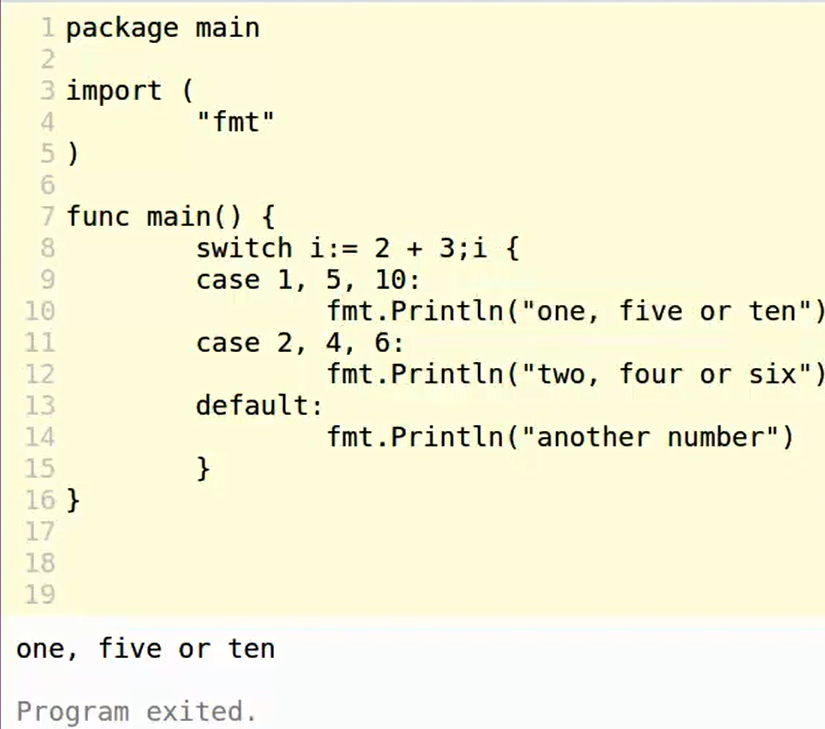 1 package main
2
3 import (
4         "fmt"
5 )
6
7 func main() {
8         switch i:= 2 + 3;i {
9         case 1, 5, 10:
10                 fmt.Println("one, five or ten")
11         case 2, 4, 6:
12                 fmt.Println("two, four or six")
13         default:
14                 fmt.Println("another number")
15         }
16 }
17
18
19
one, five or ten
Program exited.